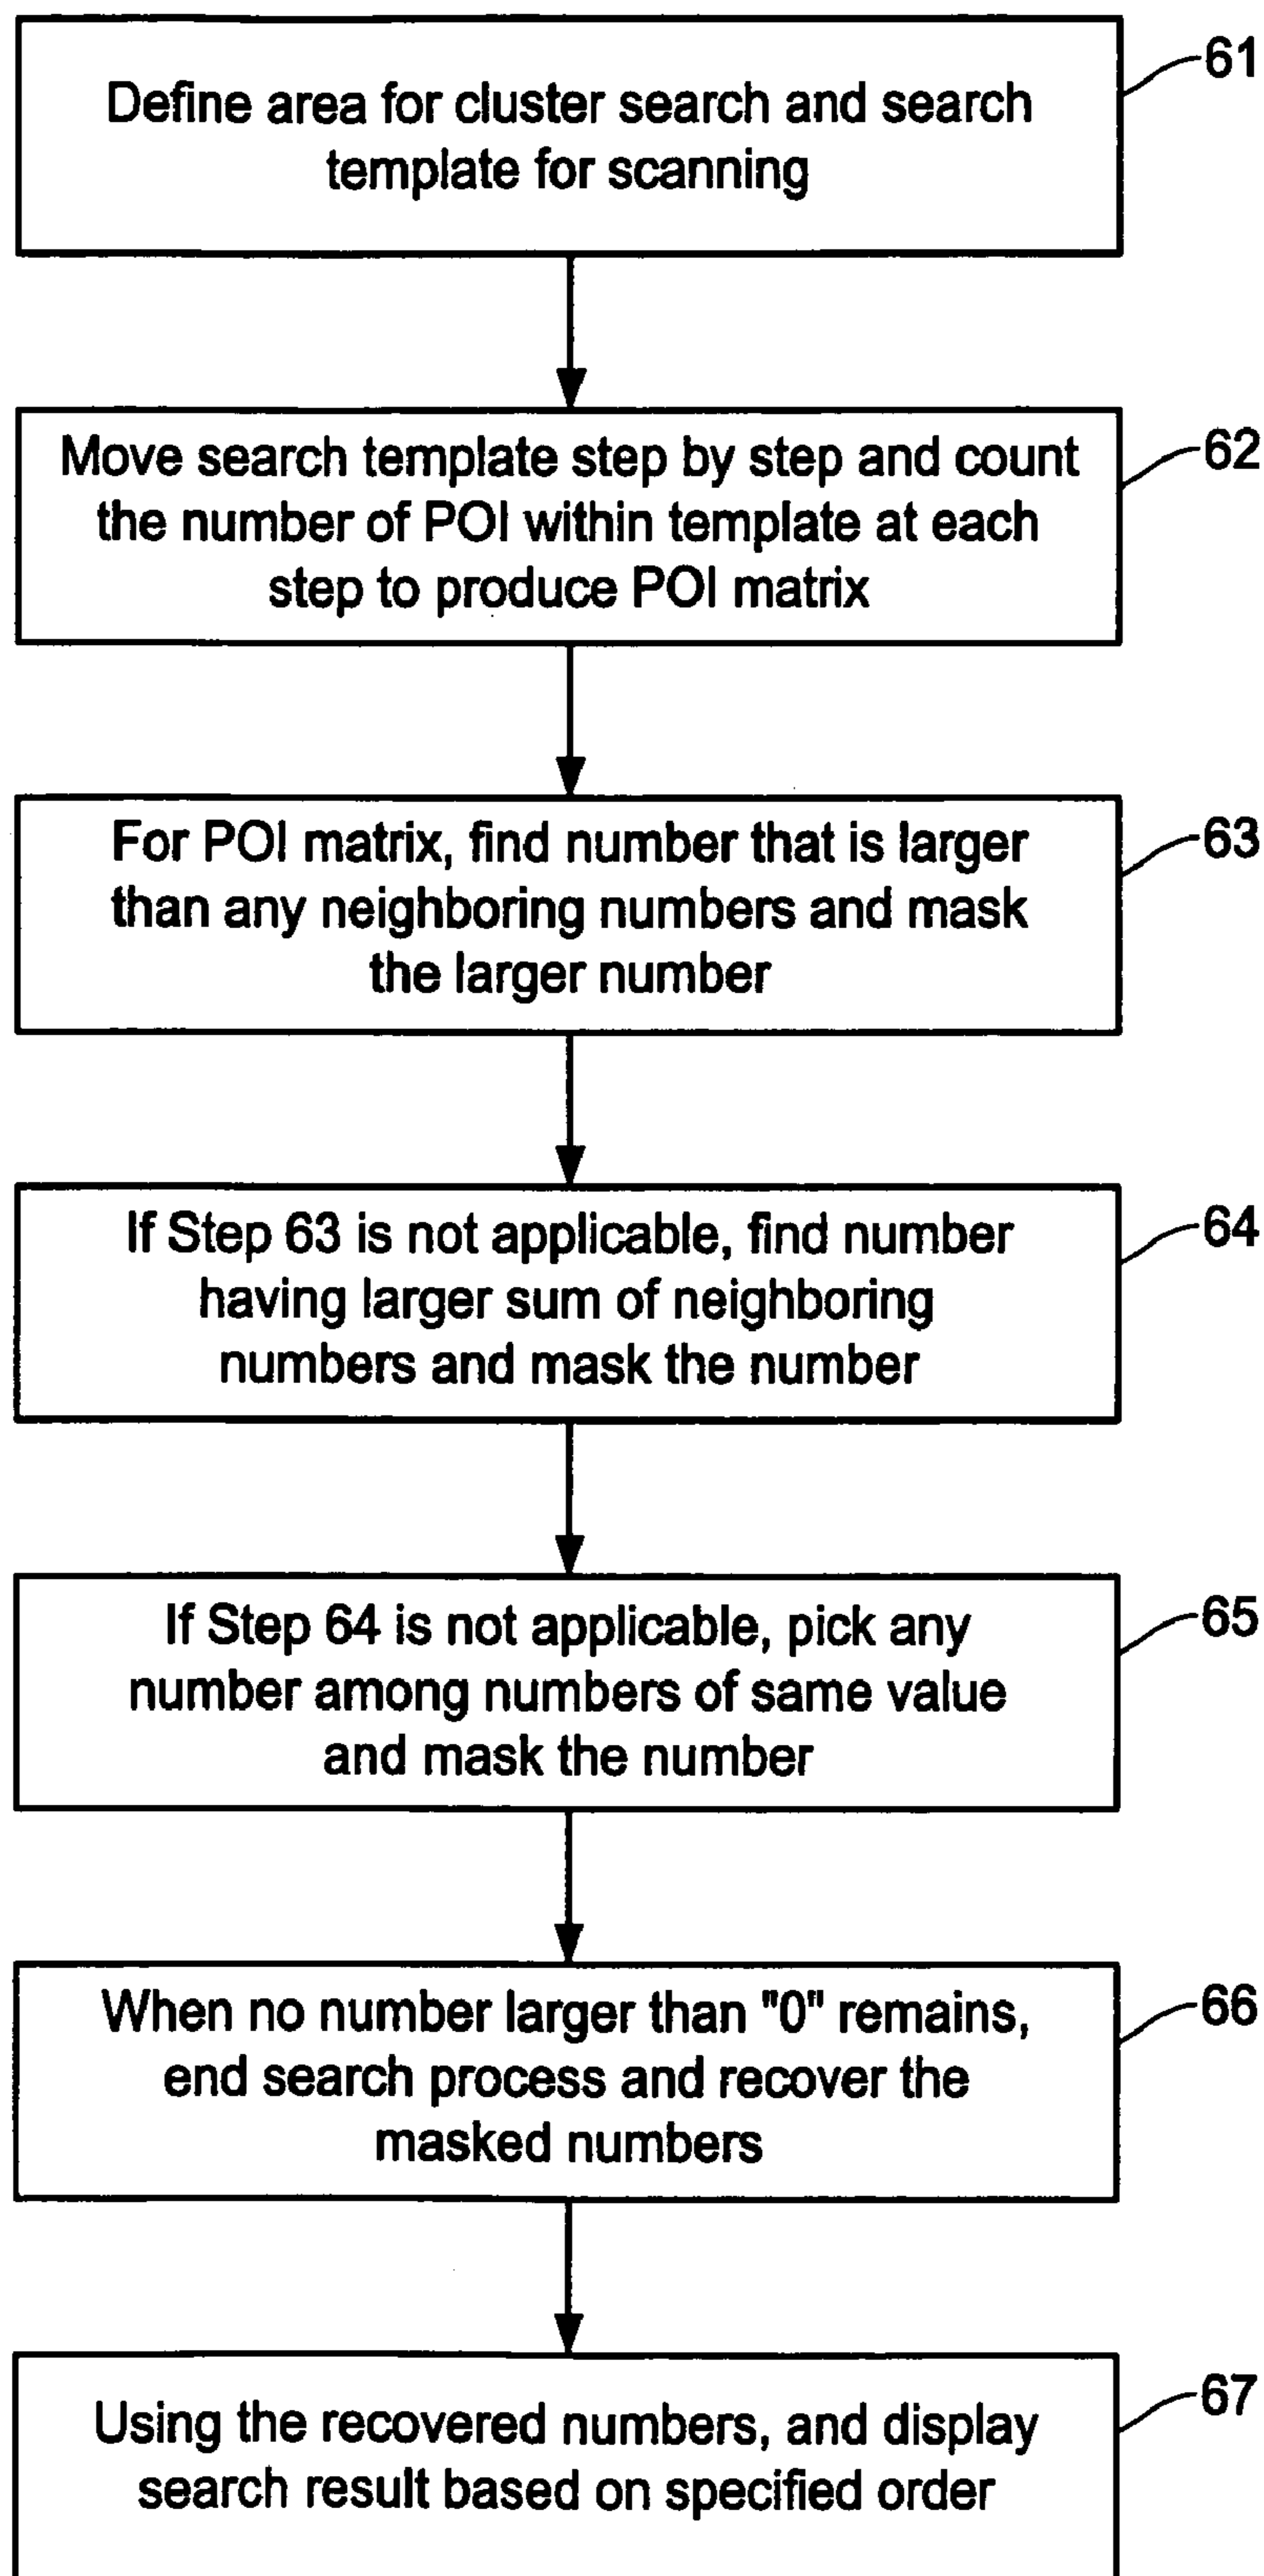 Define area for cluster search and search
template for scanning
61
Move search template step by step and count
the number of POI within template at each
step to produce POI matrix
62
For POI matrix, find number that is larger
than any neighboring numbers and mask
the larger number
63
If Step 63 is not applicable, find number
having larger sum of neighboring
numbers and mask the number
64
If Step 64 is not applicable, pick any
number among numbers of same value
and mask the number
65
When no number larger than "0" remains,
end search process and recover the
masked numbers
66
Using the recovered numbers, and display
search result based on specified order
67